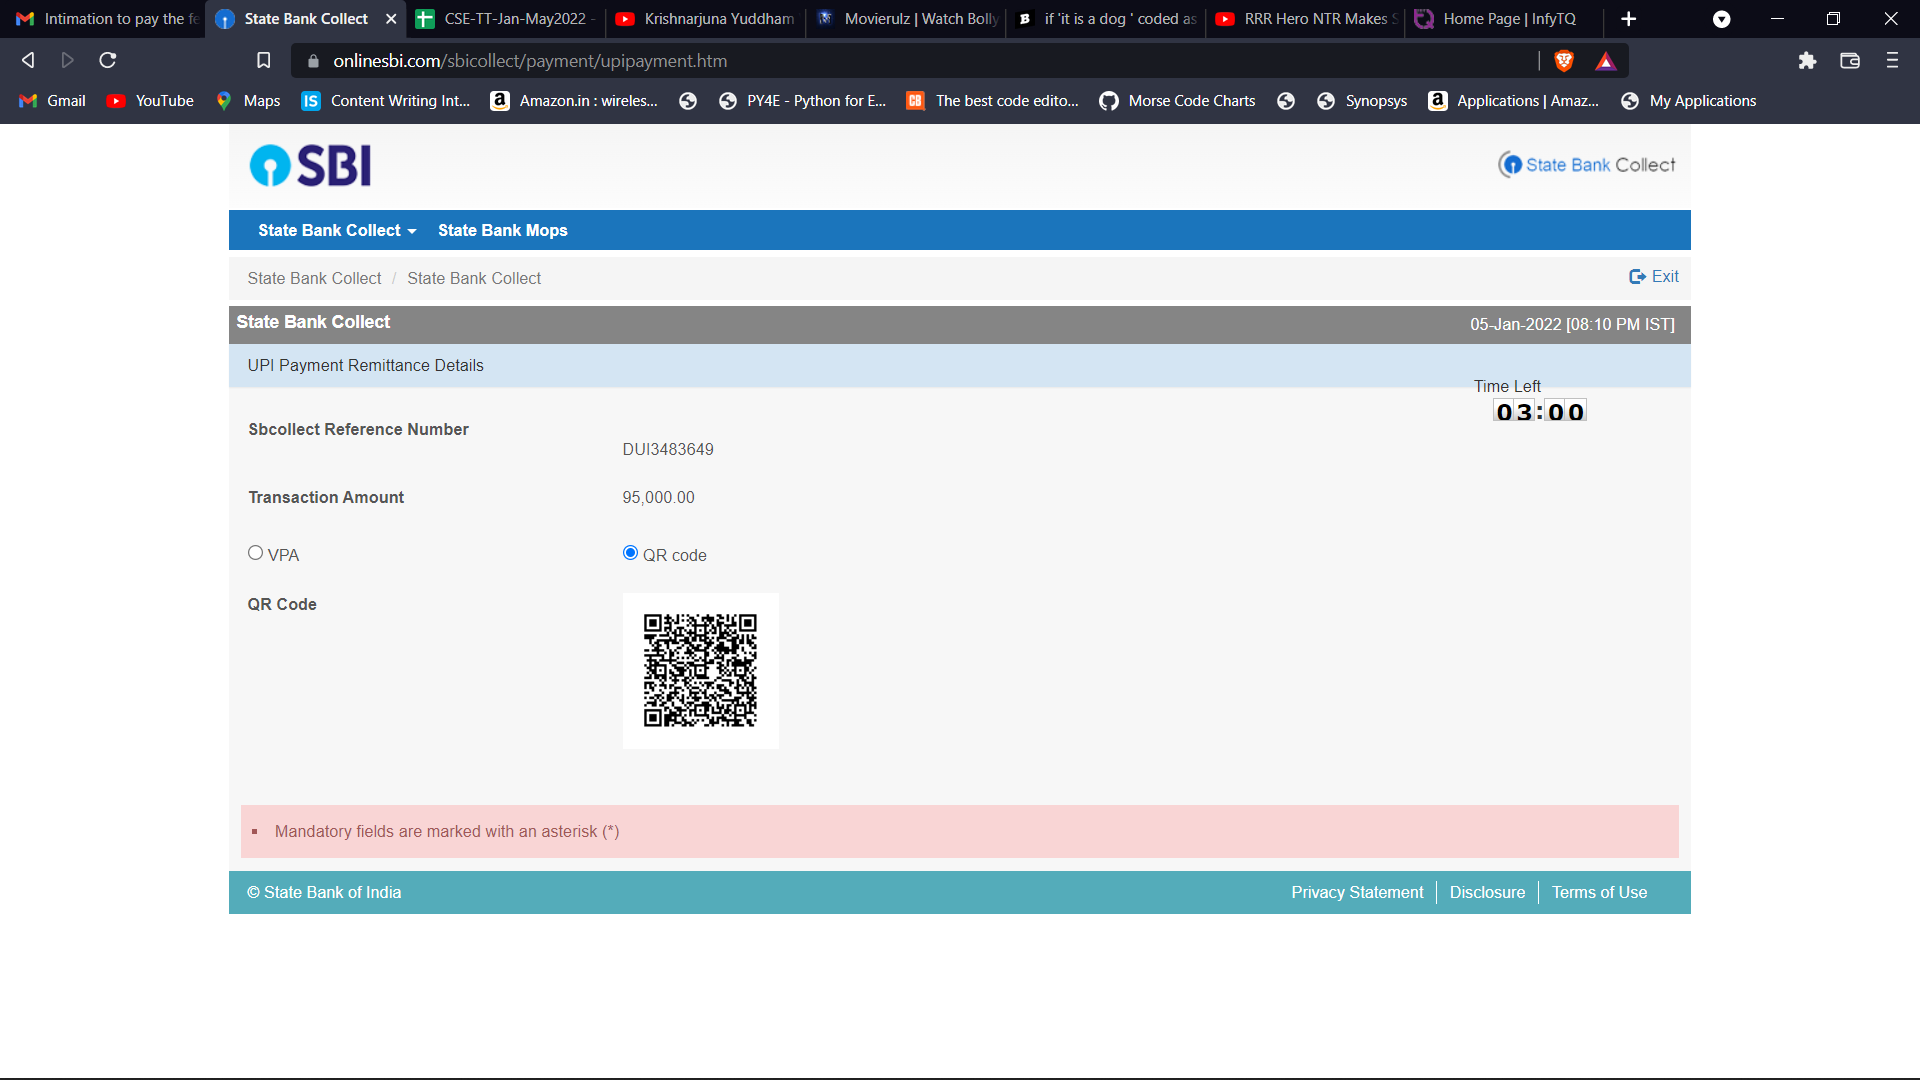 Intimation to pay the fe
State Bank Collect
CSE-TT-Jan-May2022 -
Krishnarjuna Yuddham
Movierulz | Watch Bolly
if 'it is a dog ' coded as
RRR Hero NTR Makes S
Home Page | InfyTQ
onlinesbi.com/sbicollect/payment/upipayment.htm
Gmail
YouTube
Maps
IS
Content Writing Int...
Amazon.in : wireles...
PY4E - Python for E...
CB
The best code edito...
Morse Code Charts
Synopsys
Applications | Amaz...
My Applications
SBI
State Bank Collect
State Bank Collect
State Bank Mops
State Bank Collect / State Bank Collect
Exit
State Bank Collect
05-Jan-2022 [08:10 PM IST]
UPI Payment Remittance Details
Time Left
03:00
Sbcollect Reference Number
DUI3483649
Transaction Amount
95,000.00
VPA
QR code
QR Code
Mandatory fields are marked with an asterisk (*)
© State Bank of India
Privacy Statement
Disclosure
Terms of Use